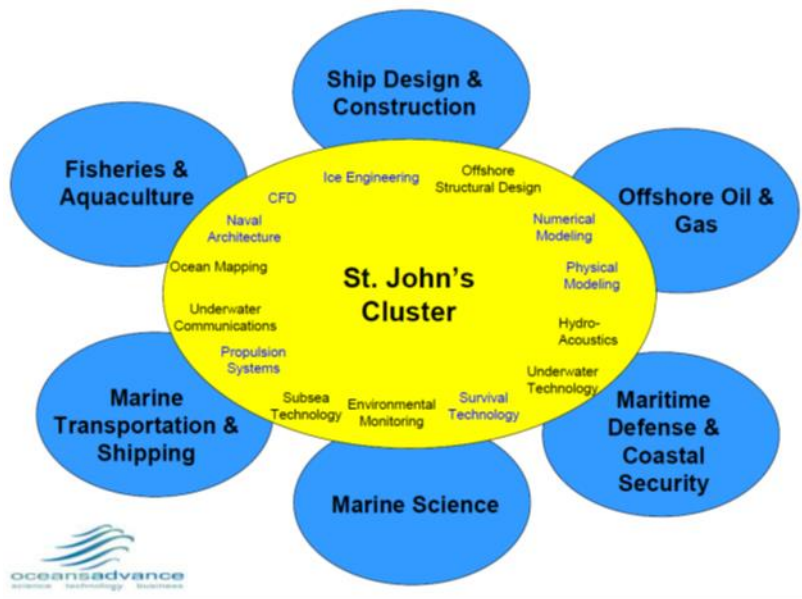 Ship Design &
Construction
Fisheries &
Aquaculture
Offshore Oil &
Gas
Ice Engineering
Offshore
Structural Design
CFD
Naval
Architecture
Numerical
Modeling
Ocean Mapping
Physical
Modeling
St. John's
Cluster
Underwater
Communications
Hydro-
Acoustics
Propulsion
Systems
Underwater
Technology
Subsea
Technology
Environmental
Monitoring
Survival
Technology
Marine
Transportation &
Shipping
Maritime
Defense &
Coastal
Security
Marine Science
oceansadvance
science technology business